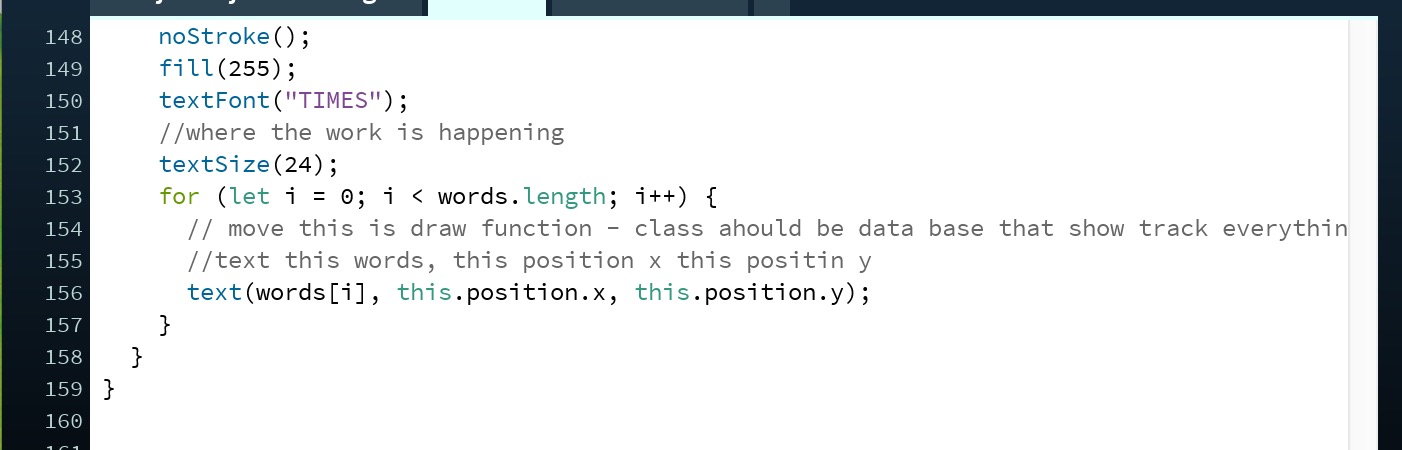 148 noStroke();
149 fill(255);
150 textFont("TIMES");
151 //where the work is happening
152 textSize(24);
153 for (let i = 0; i < words.length; i++) {
154 // move this is draw function - class ahould be data base that show track everythin
155 //text this words, this position x this positin y
156 text(words[i], this.position.x, this.position.y);
157 }
158 }
159 }
160